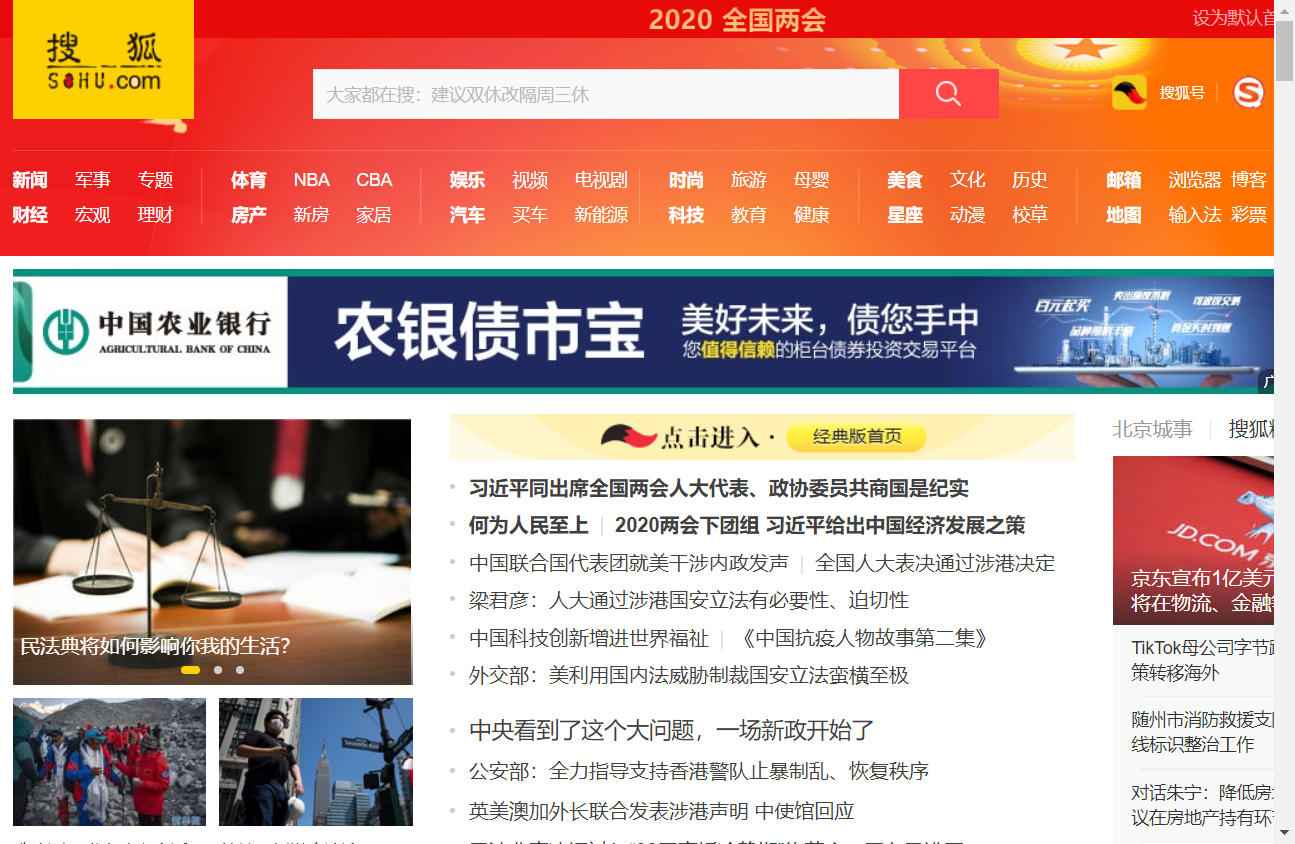 2020 全国两会
设为默认首
搜狐
SOHU.com
大家都在搜：建议双休改隔周三休
搜狐号
新闻 军事 专题 体育 NBA CBA 娱乐 视频 电视剧 时尚 旅游 母婴 美食 文化 历史 邮箱 浏览器 博客
财经 宏观 理财 房产 新房 家居 汽车 买车 新能源 科技 教育 健康 星座 动漫 校草 地图 输入法 彩票
中国农业银行
AGRICULTURAL BANK OF CHINA
农银债市宝
美好未来，债您手中
您值得信赖的柜台债券投资交易平台
百元起买
品种尽收手握
资金实时到账
点击进入 · 经典版首页
北京城事
搜狐
习近平同出席全国两会人大代表、政协委员共商国是纪实
何为人民至上 | 2020两会下团组 习近平给出中国经济发展之策
中国联合国代表团就美干涉内政发声 | 全国人大表决通过涉港决定
梁君彦：人大通过涉港国安立法有必要性、迫切性
中国科技创新增进世界福祉 | 《中国抗疫人物故事第二集》
外交部：美利用国内法威胁制裁国安立法蛮横至极
中央看到了这个大问题，一场新政开始了
公安部：全力指导支持香港警队止暴制乱、恢复秩序
英美澳加外长联合发表涉港声明 中使馆回应
民法典将如何影响你我的生活？
JD.COM 京
京东宣布1亿美元
将在物流、金融
TikTok母公司字节
策转移海外
随州市消防救援支
线标识整治工作
对话朱宁：降低房
议在房地产持有环